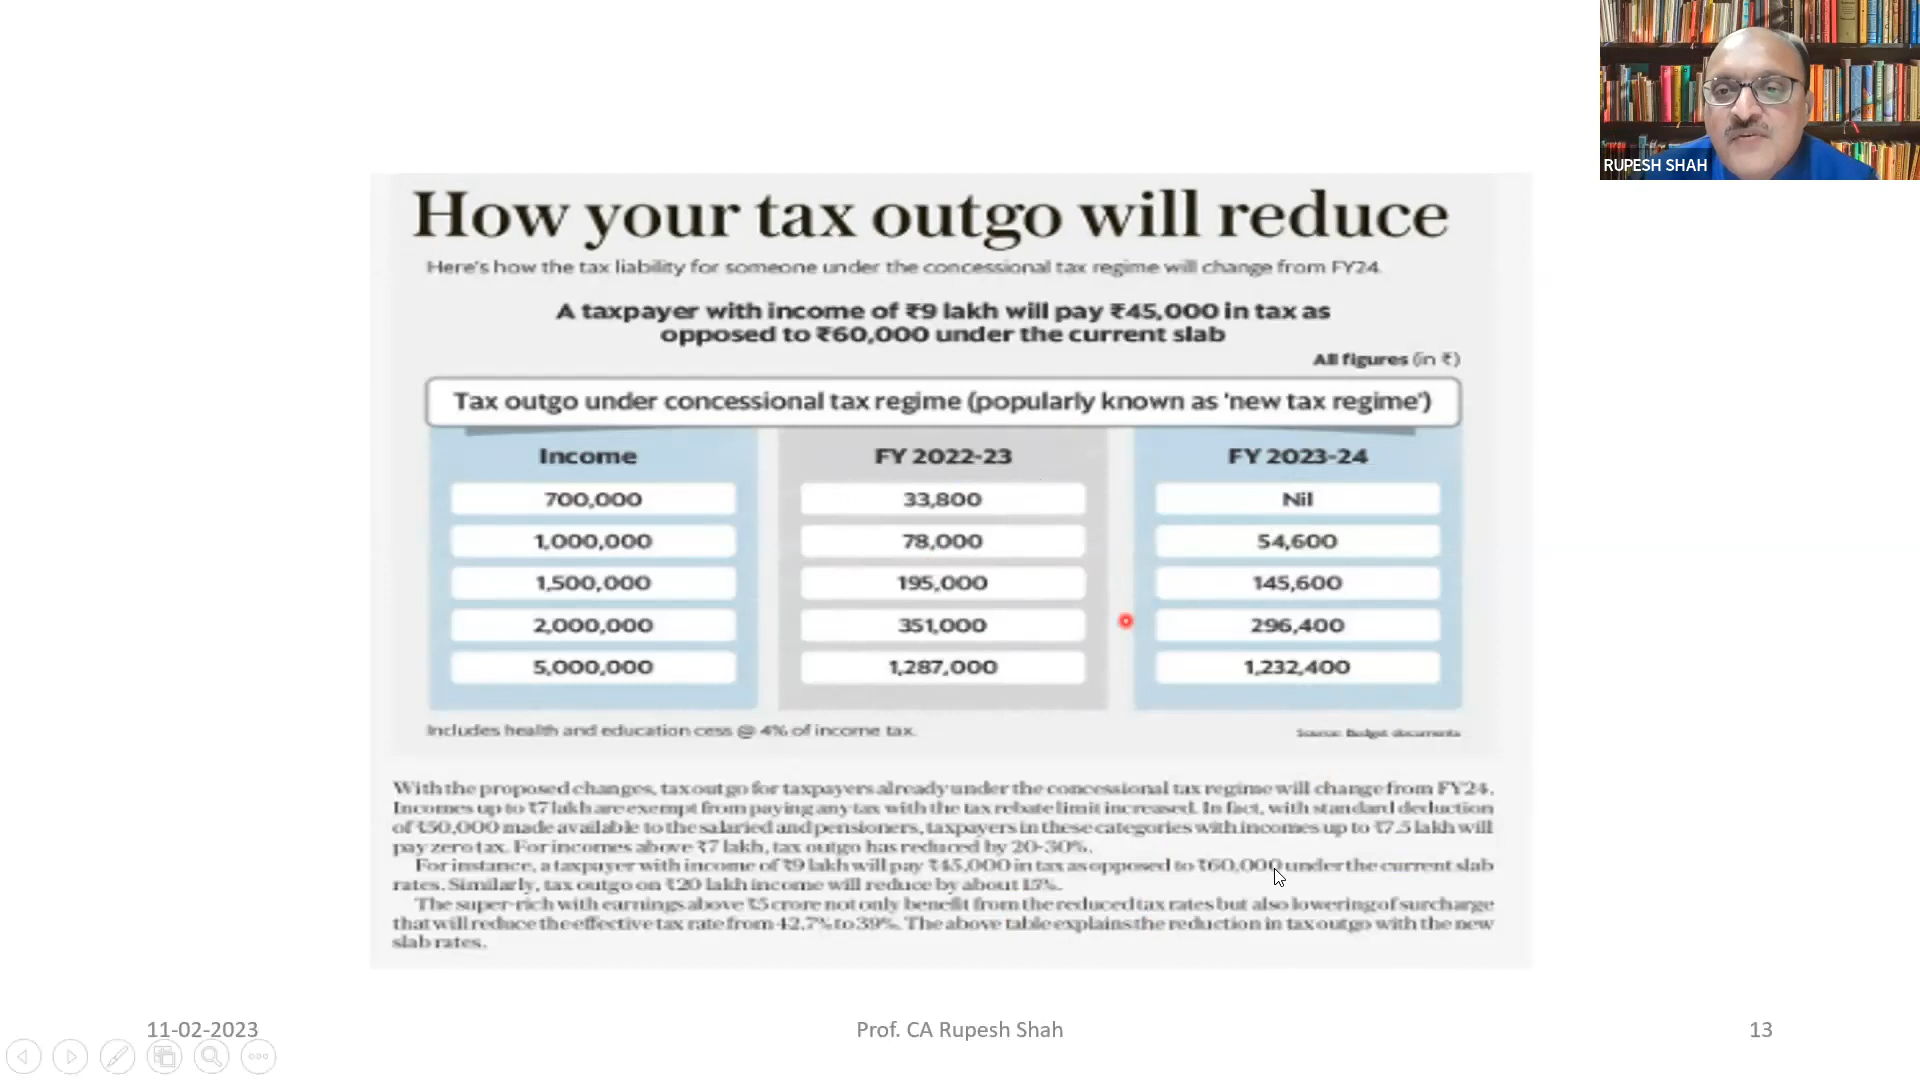 RUPESH SHAH
How your tax outgo will reduce
Here's how the tax liability for someone under the concessional tax regime will change from FY24.
A taxpayer with income of ₹9 lakh will pay ₹45,000 in tax as
opposed to ₹60,000 under the current slab
All figures (in ₹)
Tax outgo under concessional tax regime (popularly known as 'new tax regime')
Income FY 2022-23 FY 2023-24
700,000 33,800 Nil
1,000,000 78,000 54,600
1,500,000 195,000 145,600
2,000,000 351,000 296,400
5,000,000 1,287,000 1,232,400
Includes health and education cess @ 4% of income tax.
Source: Budget documents
With the proposed changes, tax outgo for taxpayers already under the concessional tax regime will change from FY24.
Incomes up to ₹7 lakh are exempt from paying any tax with the tax rebate limit increased. In fact, with standard deduction
of ₹50,000 made available to the salaried and pensioners, taxpayers in these categories with incomes up to ₹7.5 lakh will
pay zero tax. For incomes above ₹7 lakh, tax outgo has reduced by 20-30%.
For instance, a taxpayer with income of ₹9 lakh will pay ₹45,000 in tax as opposed to ₹60,000 under the current slab
rates. Similarly, tax outgo on ₹20 lakh income will reduce by about 15%.
The super-rich with earnings above ₹5 crore not only benefit from the reduced tax rates but also lowering of surcharge
that will reduce the effective tax rate from 42.7% to 39%. The above table explains the reduction in tax outgo with the new
slab rates.
11-02-2023 Prof. CA Rupesh Shah 13